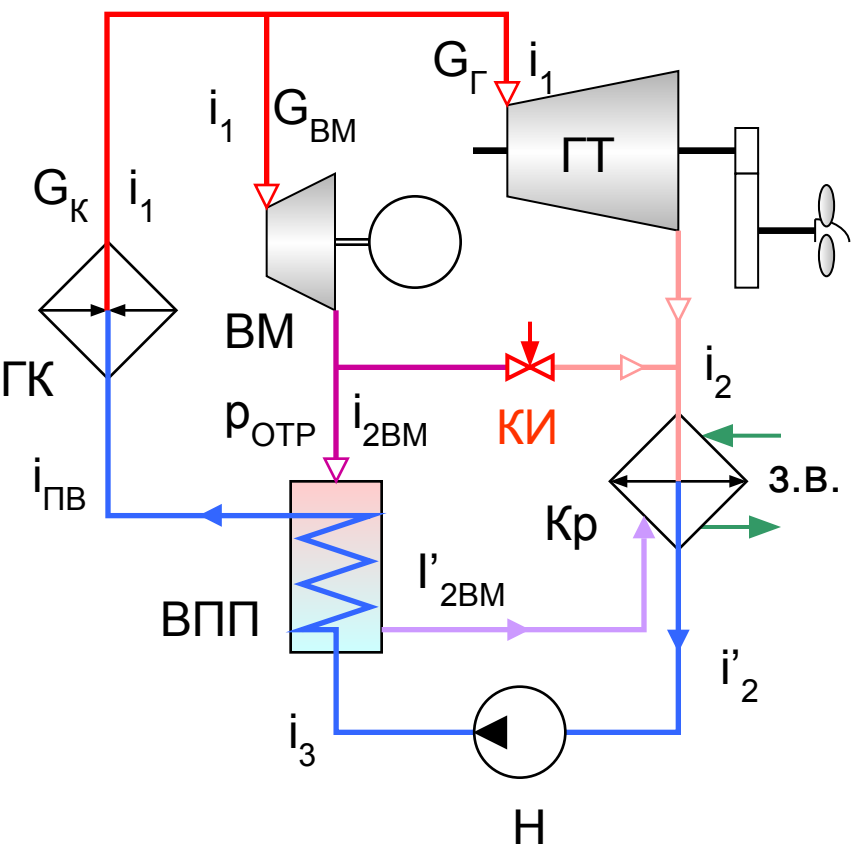 G_Г i_1
ГТ
i_1 G_ВМ
G_К i_1
ГК
ВМ
КИ
i_2
p_ОТР i_2ВМ
з.в.
i_ПВ
Кр
I’_2ВМ
ВПП
i’_2
i_3
Н